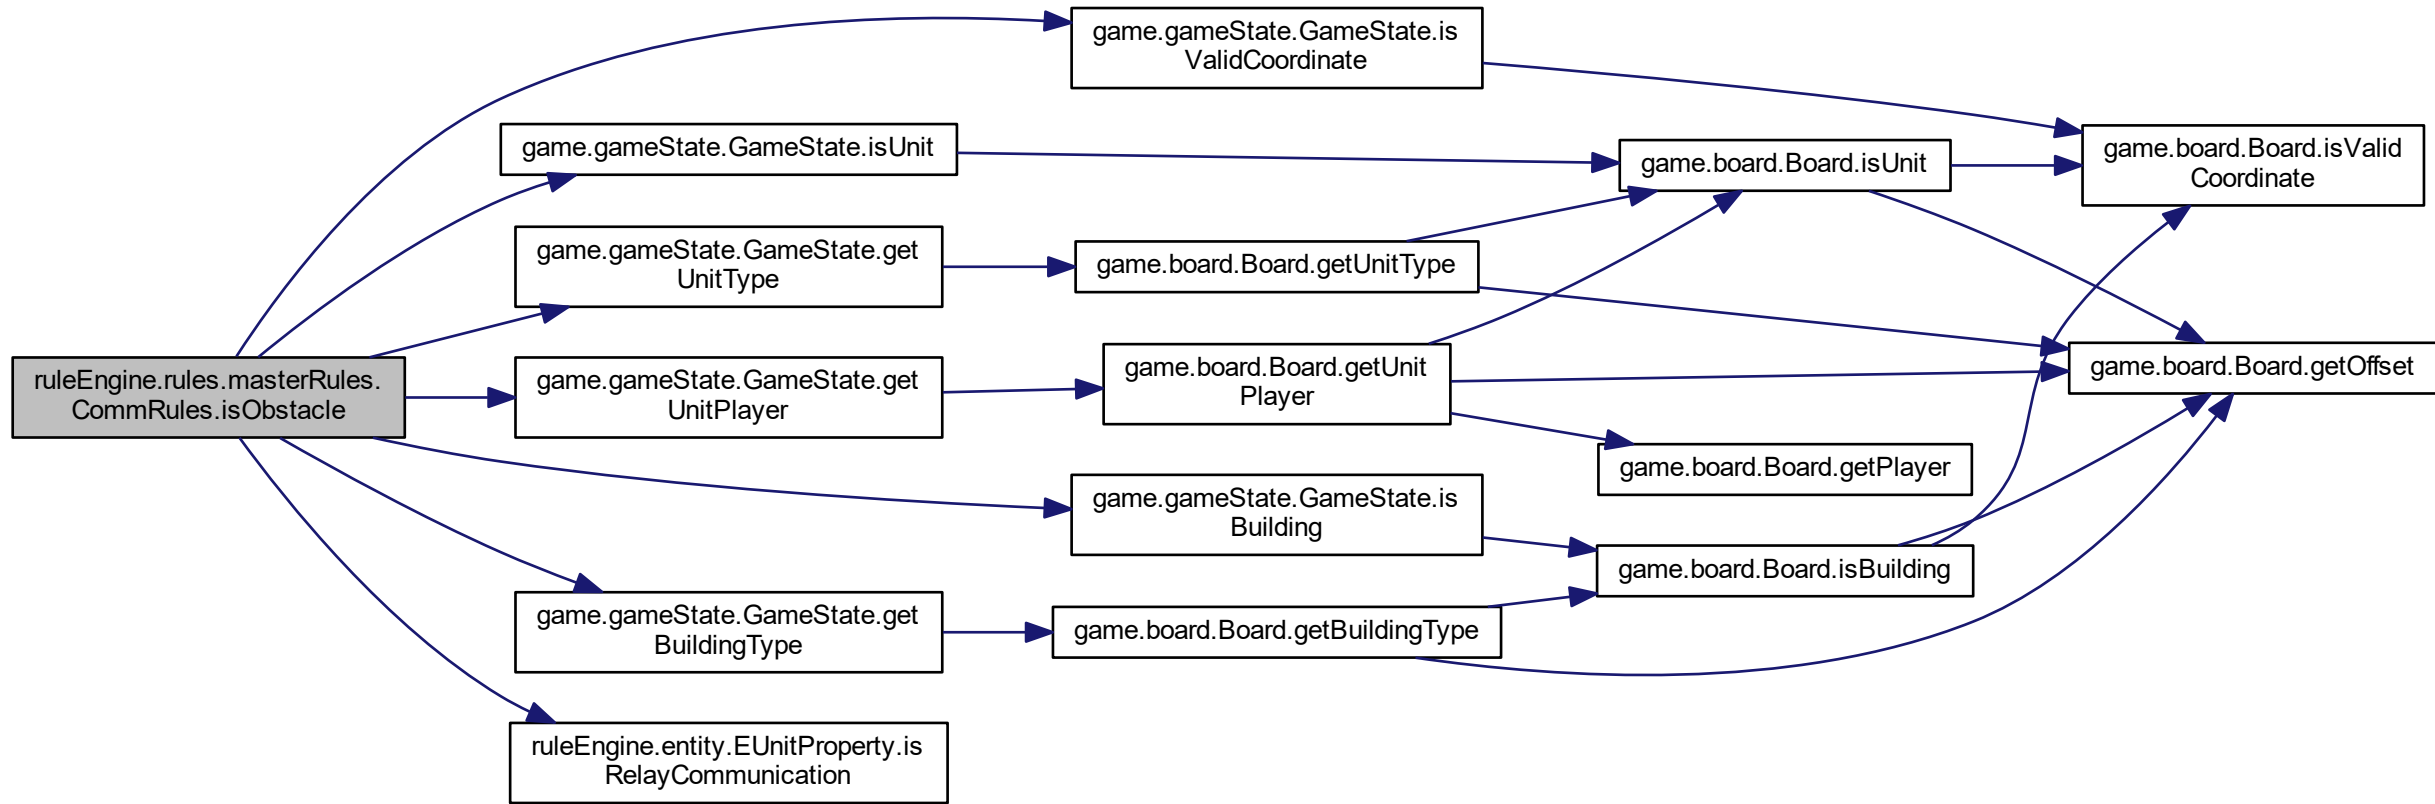 game.gameState.GameState.is
ValidCoordinate
game.gameState.GameState.isUnit
game.board.Board.isUnit
game.board.Board.isValid
Coordinate
game.gameState.GameState.get
UnitType
game.board.Board.getUnitType
ruleEngine.rules.masterRules.
CommRules.isObstacle
game.gameState.GameState.get
UnitPlayer
game.board.Board.getUnit
Player
game.board.Board.getOffset
game.board.Board.getPlayer
game.gameState.GameState.is
Building
game.board.Board.isBuilding
game.gameState.GameState.get
BuildingType
game.board.Board.getBuildingType
ruleEngine.entity.EUnitProperty.is
RelayCommunication